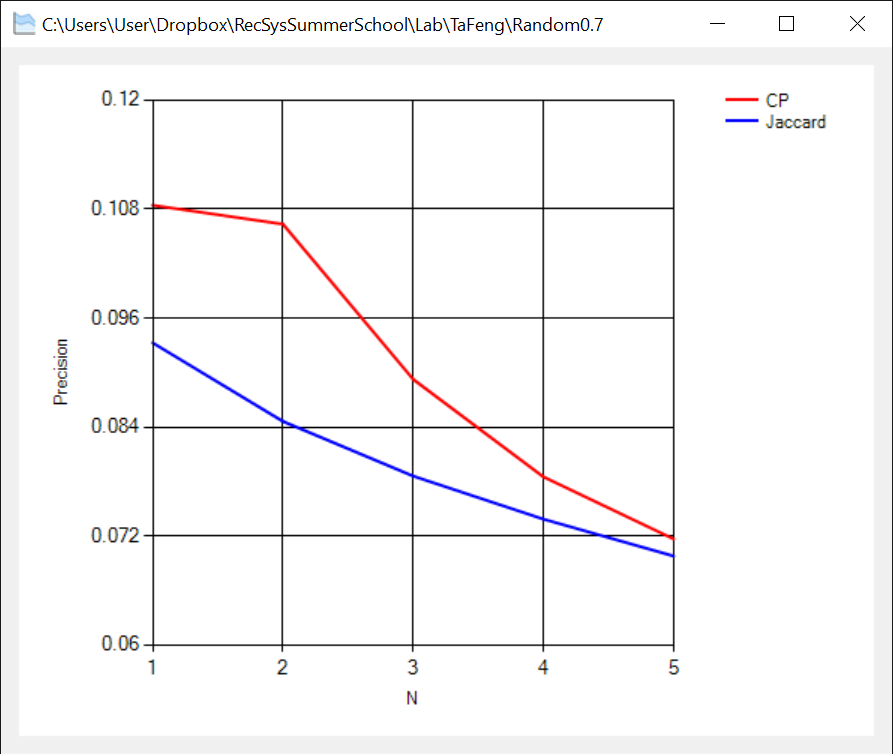 C:\Users\User\Dropbox\RecSysSummerSchool\Lab\TaFeng\Random0.7
CP
Jaccard
0.12
0.108
0.096
0.084
0.072
0.06
Precision
1 2 3 4 5
N